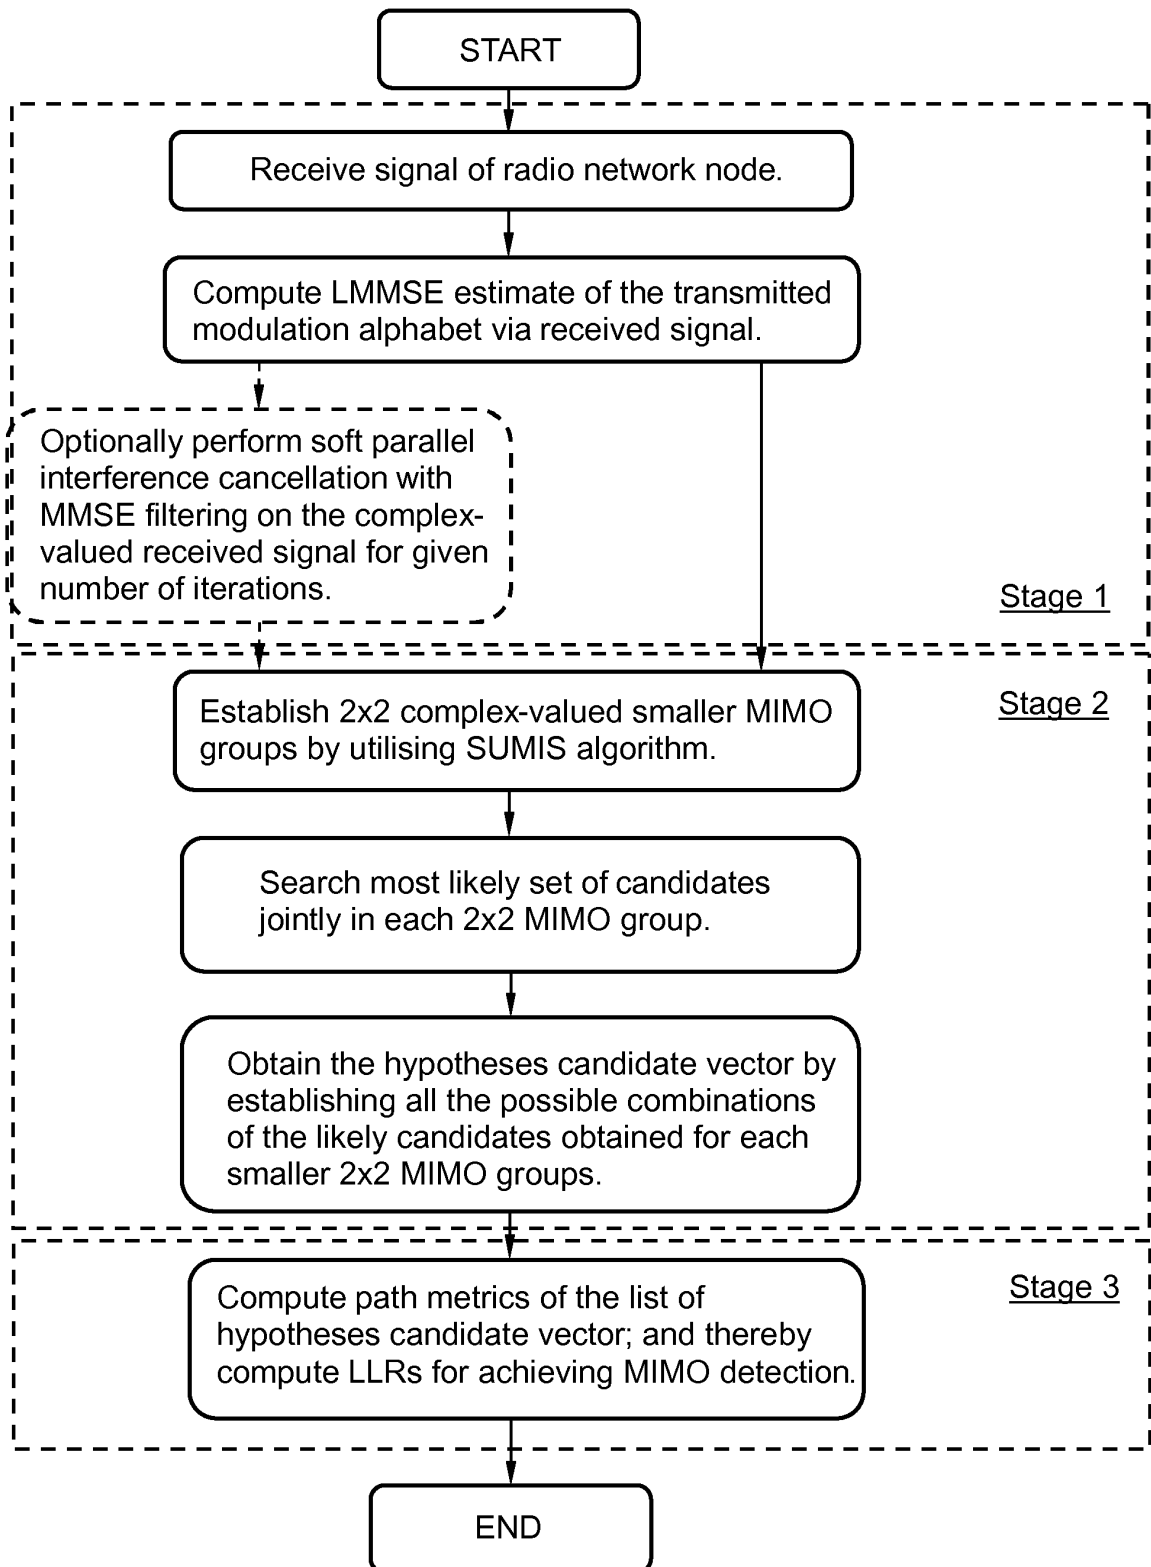 START
Receive signal of radio network node.
Compute LMMSE estimate of the transmitted
modulation alphabet via received signal.
Optionally perform soft parallel
interference cancellation with
MMSE filtering on the complex-
valued received signal for given
number of iterations.
Stage 1
Stage 2
Establish 2x2 complex-valued smaller MIMO
groups by utilising SUMIS algorithm.
Search most likely set of candidates
jointly in each 2x2 MIMO group.
Obtain the hypotheses candidate vector by
establishing all the possible combinations
of the likely candidates obtained for each
smaller 2x2 MIMO groups.
Stage 3
Compute path metrics of the list of
hypotheses candidate vector; and thereby
compute LLRs for achieving MIMO detection.
END